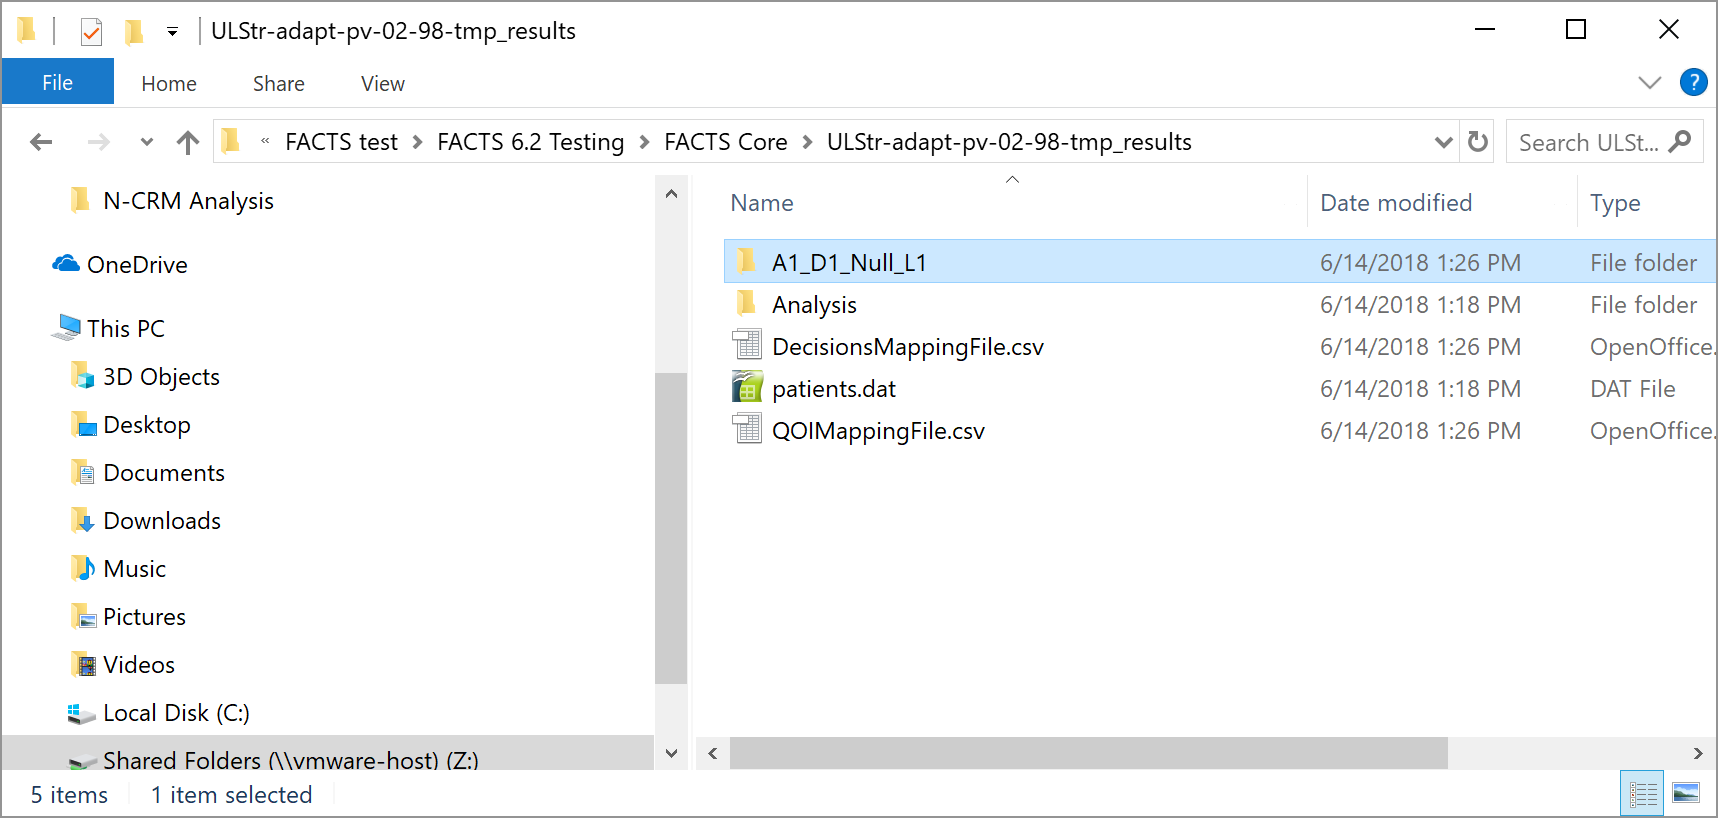 ULStr-adapt-pv-02-98-tmp_results
File Home Share View ?
« FACTS test > FACTS 6.2 Testing > FACTS Core > ULStr-adapt-pv-02-98-tmp_results Search ULSt...
N-CRM Analysis
OneDrive
This PC
3D Objects
Desktop
Documents
Downloads
Music
Pictures
Videos
Local Disk (C:)
Shared Folders (\\vmware-host) (Z:)
Name Date modified Type
A1_D1_Null_L1 6/14/2018 1:26 PM File folder
Analysis 6/14/2018 1:18 PM File folder
DecisionsMappingFile.csv 6/14/2018 1:26 PM OpenOffice.
patients.dat 6/14/2018 1:18 PM DAT File
QOIMappingFile.csv 6/14/2018 1:26 PM OpenOffice.
5 items 1 item selected